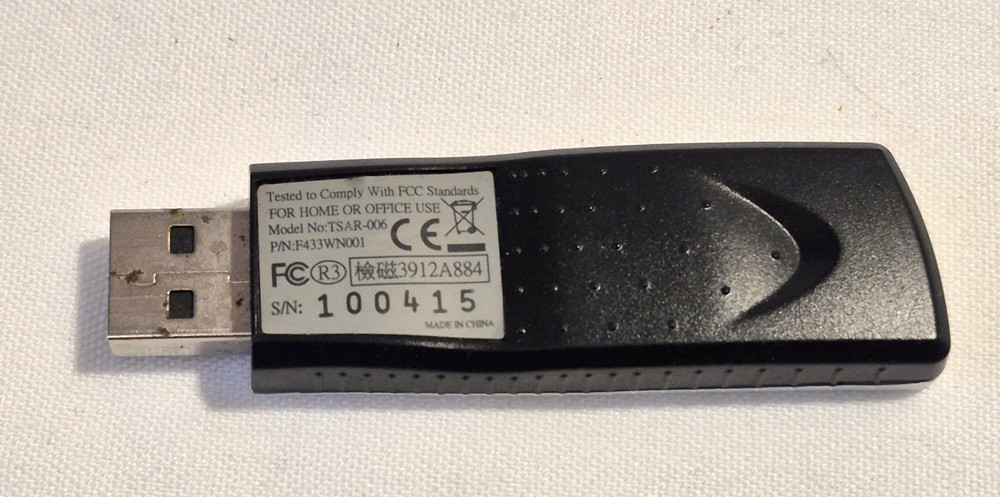 Tested to Comply With FCC Standards
FOR HOME OR OFFICE USE
Model No:TSAR-006
P/N:F433WN001
CE
FC R3 檢磁3912A884
S/N: 100415
MADE IN CHINA